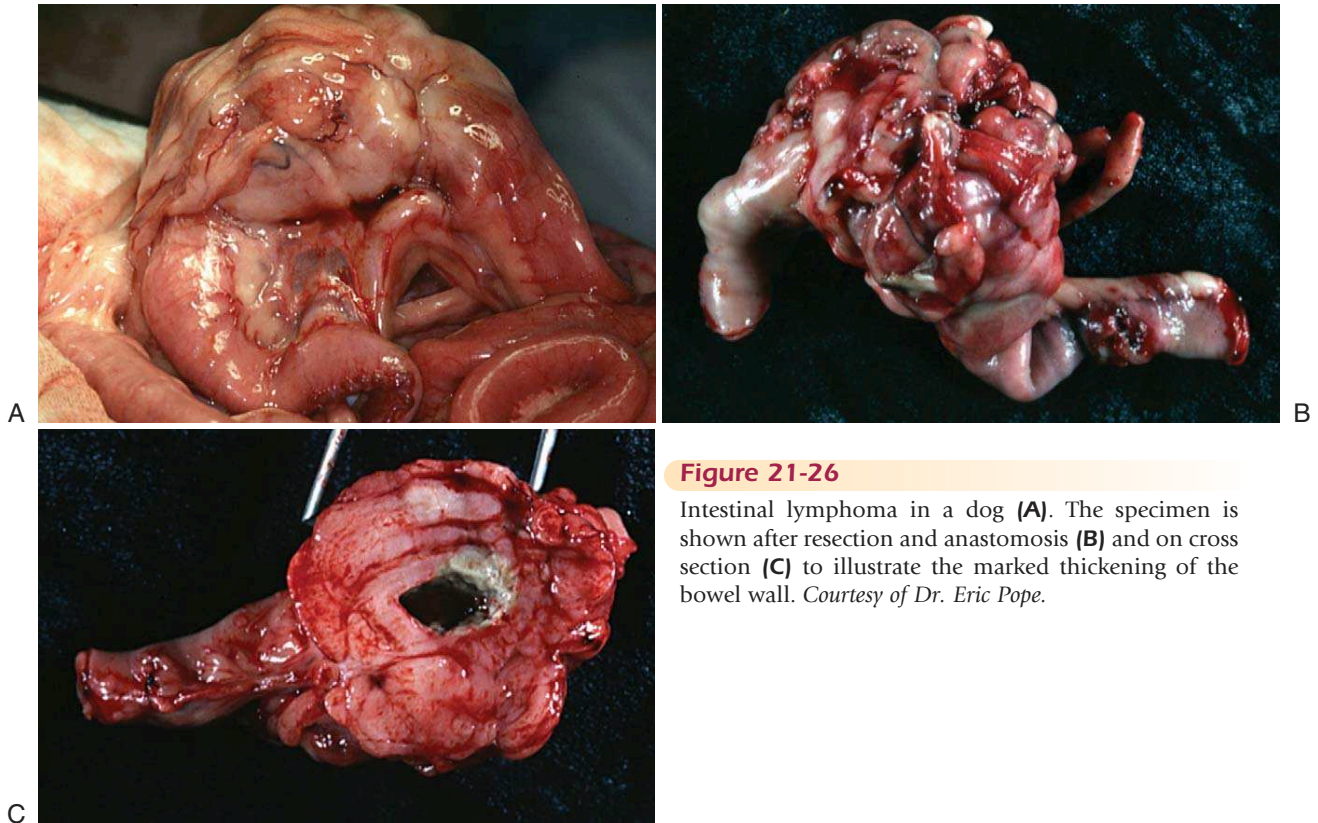 A
B
C
Figure 21-26
Intestinal lymphoma in a dog (A). The specimen is
shown after resection and anastomosis (B) and on cross
section (C) to illustrate the marked thickening of the
bowel wall. Courtesy of Dr. Eric Pope.